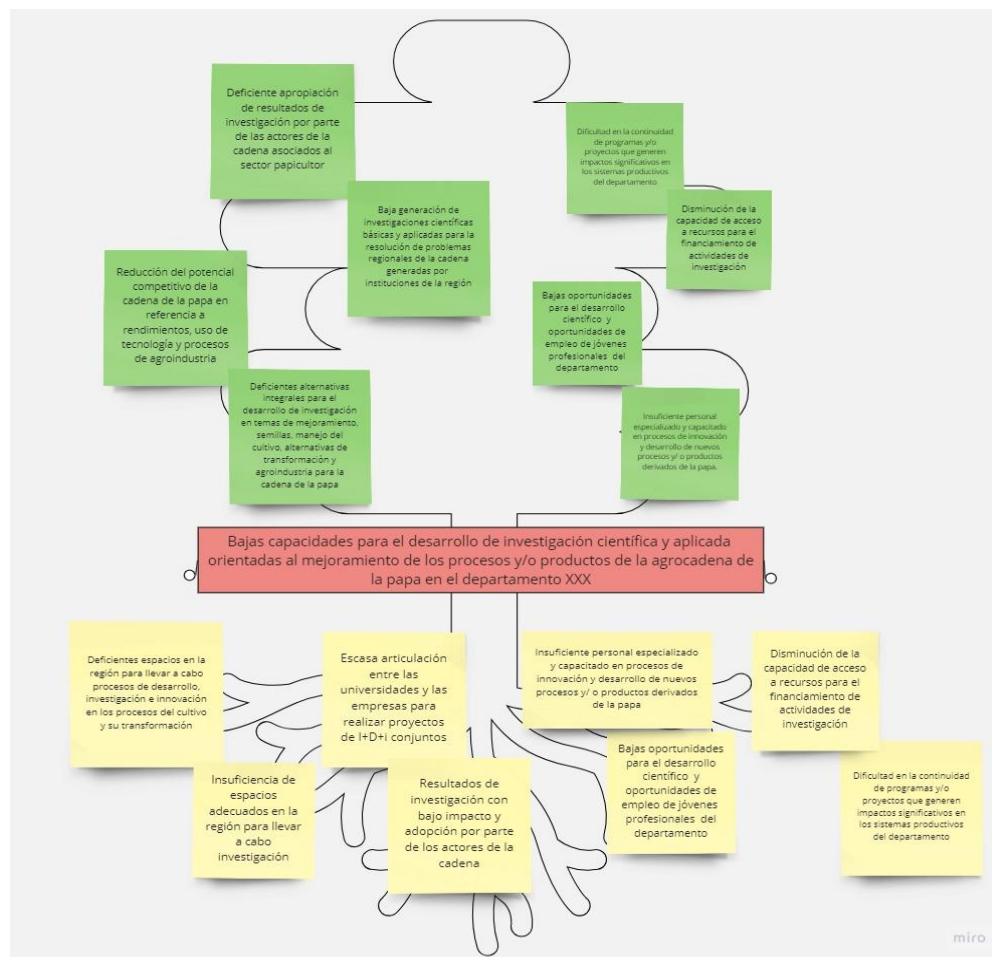 Deficiente apropiación
de resultados de
investigación por parte
de las actores de la
cadena asociados al
sector papicultor
Dificultad en la continuidad
de programas y/o
proyectos que generen
impactos significativos en
los sistemas productivos
del departamento
Baja generación de
investigaciones científicas
básicas y aplicadas para la
resolución de problemas
regionales de la cadena
generadas por
instituciones de la región
Disminución de la
capacidad de acceso
a recursos para el
financiamiento de
actividades de
investigación
Reducción del potencial
competitivo de la
cadena de la papa en
referencia a
rendimientos, uso de
tecnología y procesos
de agroindustria
Bajas oportunidades
para el desarrollo
científico y
oportunidades de
empleo de jóvenes
profesionales del
departamento
Deficientes alternativas
integrales para el
desarrollo de investigación
en temas de mejoramiento,
semillas, manejo del
cultivo, alternativas de
transformación y
agroindustria para la
cadena de la papa
Insuficiente personal
especializado y capacitado
en procesos de innovación
y desarrollo de nuevos
procesos y/ o productos
derivados de la papa.
Bajas capacidades para el desarrollo de investigación científica y aplicada
orientadas al mejoramiento de los procesos y/o productos de la agrocadena de
la papa en el departamento XXX
Deficientes espacios en la
región para llevar a cabo
procesos de desarrollo,
investigación e innovación
en los procesos del cultivo
y su transformación
Escasa articulación
entre las
universidades y las
empresas para
realizar proyectos
de I+D+i conjuntos
Insuficiente personal especializado
y capacitado en procesos de
innovación y desarrollo de nuevos
procesos y/ o productos derivados
de la papa
Disminución de la
capacidad de acceso
a recursos para el
financiamiento de
actividades de
investigación
Insuficiencia de
espacios
adecuados en la
región para llevar
a cabo
investigación
Resultados de
investigación con
bajo impacto y
adopción por parte
de los actores de la
cadena
Bajas oportunidades
para el desarrollo
científico y
oportunidades de
empleo de jóvenes
profesionales del
departamento
Dificultad en la continuidad
de programas y/o
proyectos que generen
impactos significativos en
los sistemas productivos
del departamento
miro